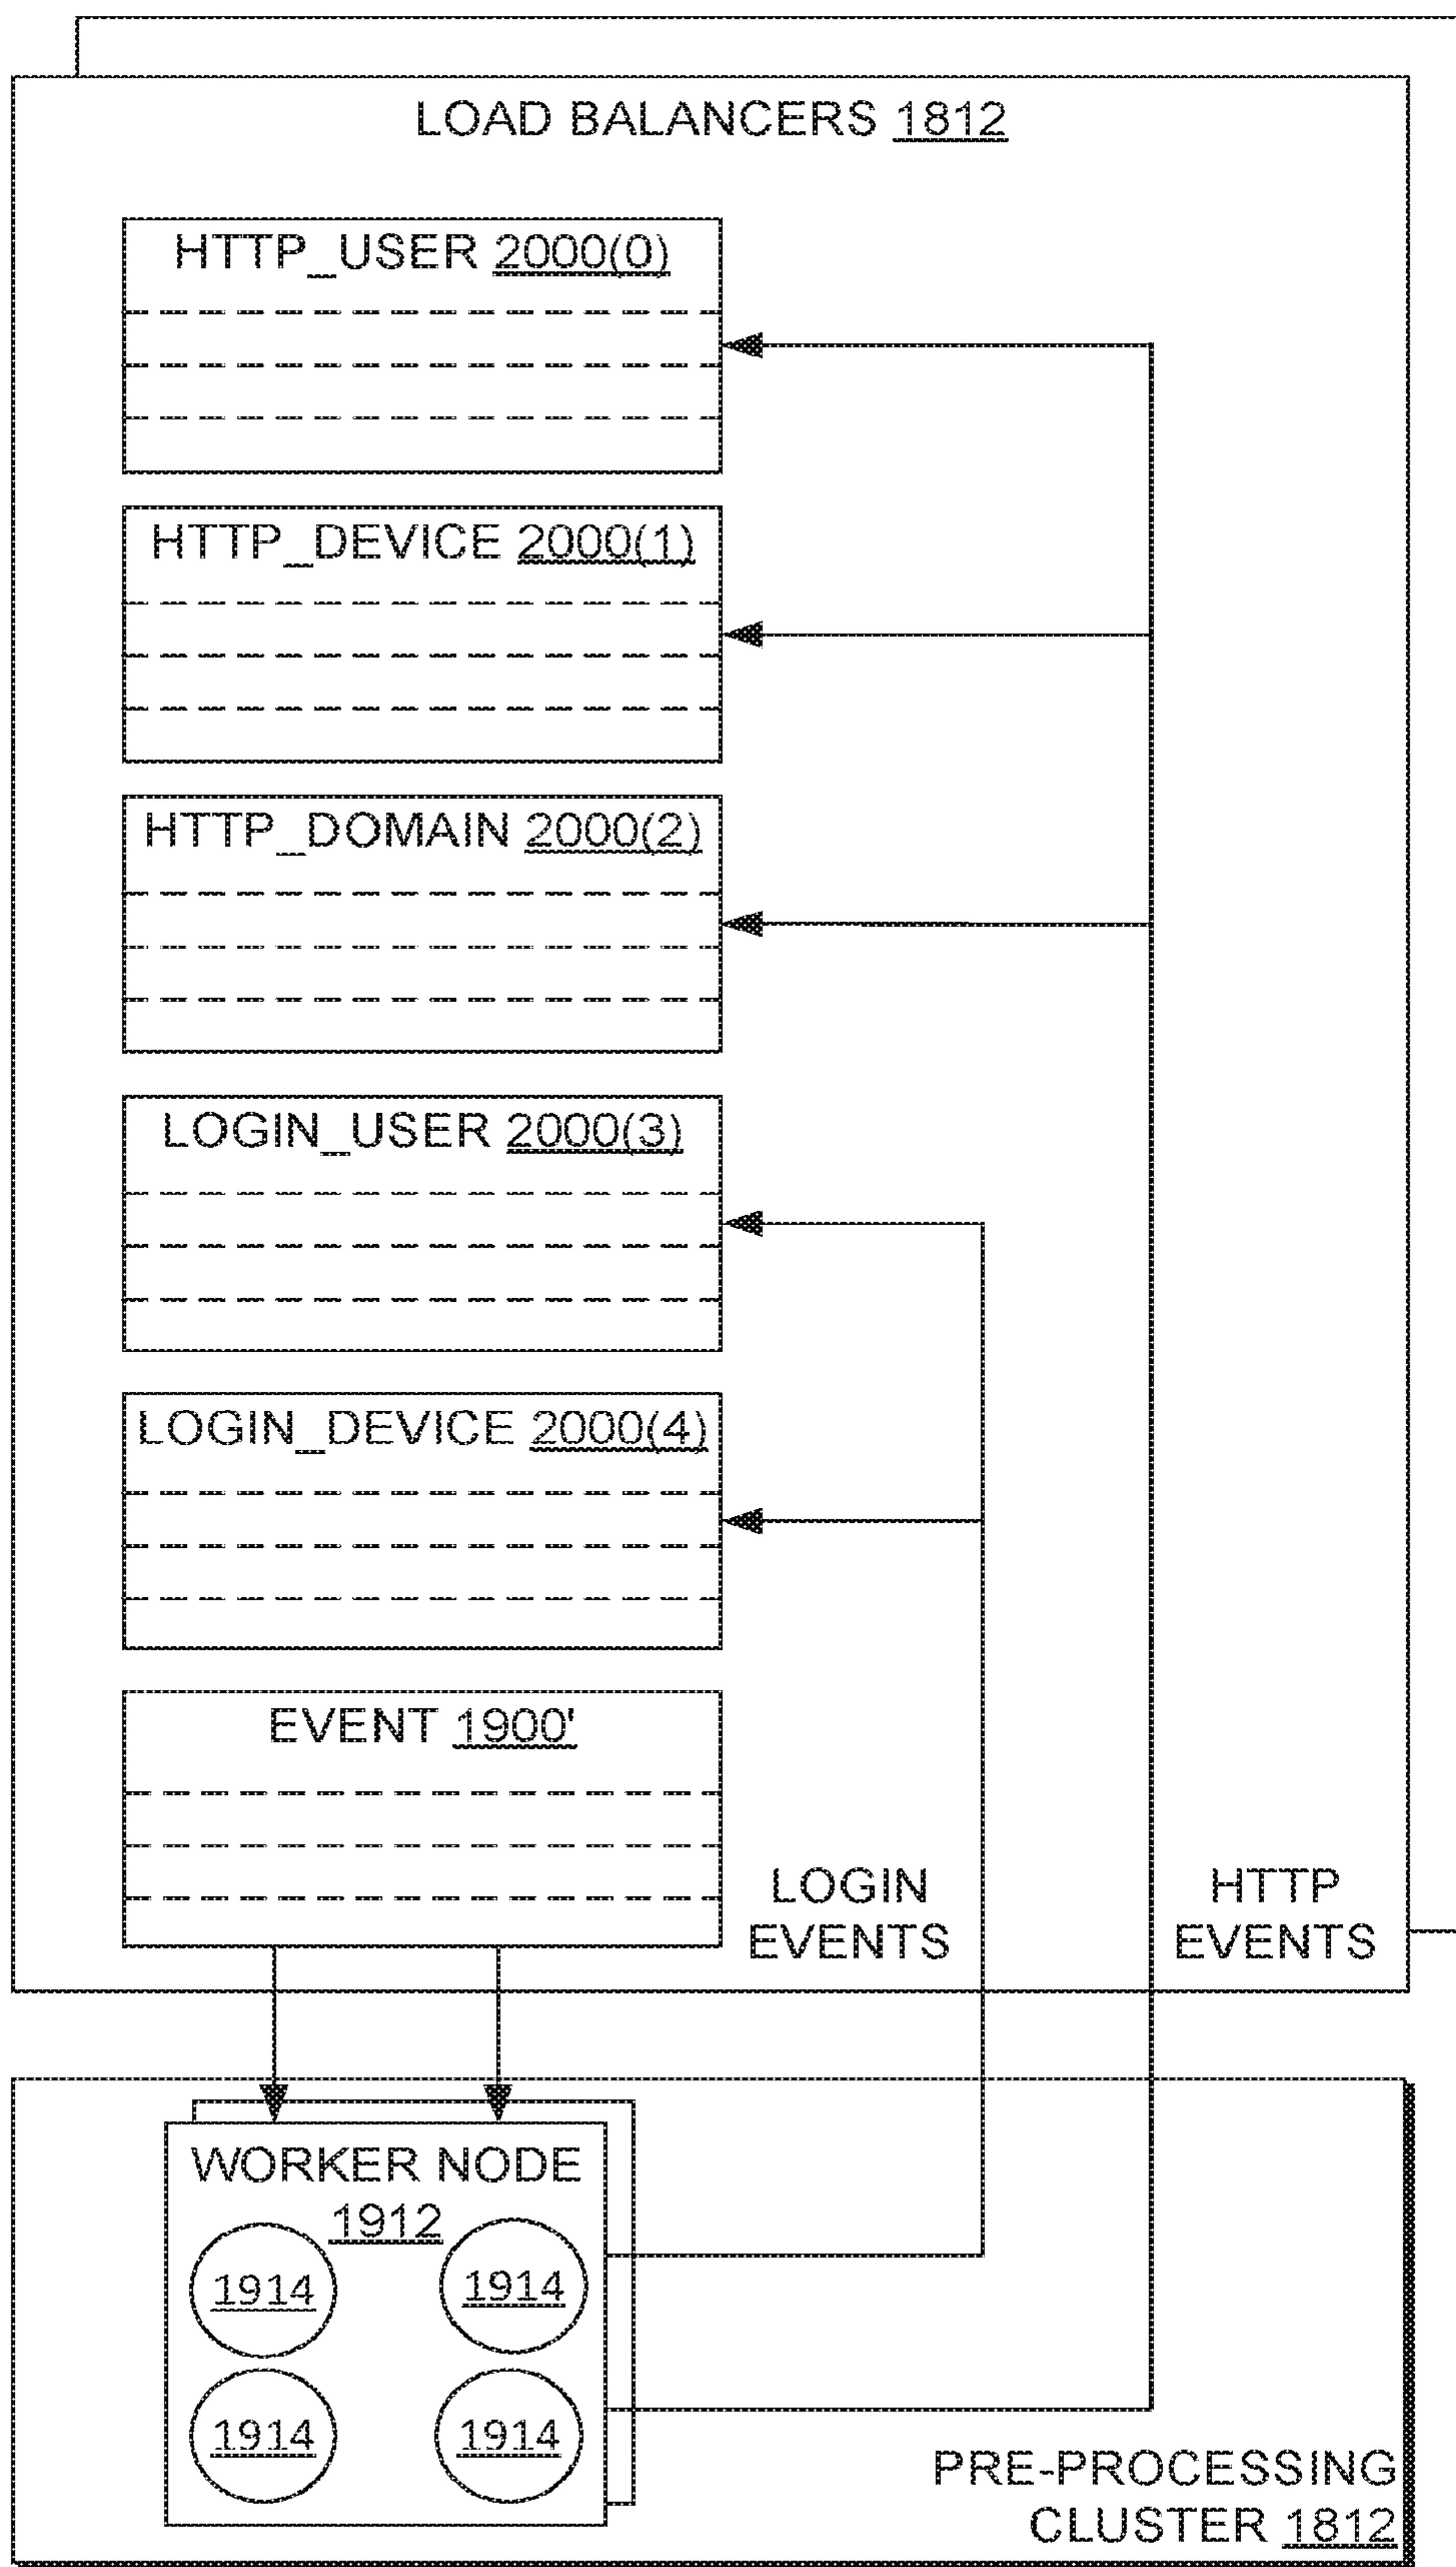 LOAD BALANCERS 1812
HTTP_USER 2000(0)
HTTP_DEVICE 2000(1)
HTTP_DOMAIN 2000(2)
LOGIN_USER 2000(3)
LOGIN_DEVICE 2000(4)
EVENT 1900'
LOGIN
EVENTS
HTTP
EVENTS
WORKER NODE
1912
1914
1914
1914
1914
PRE-PROCESSING
CLUSTER 1812